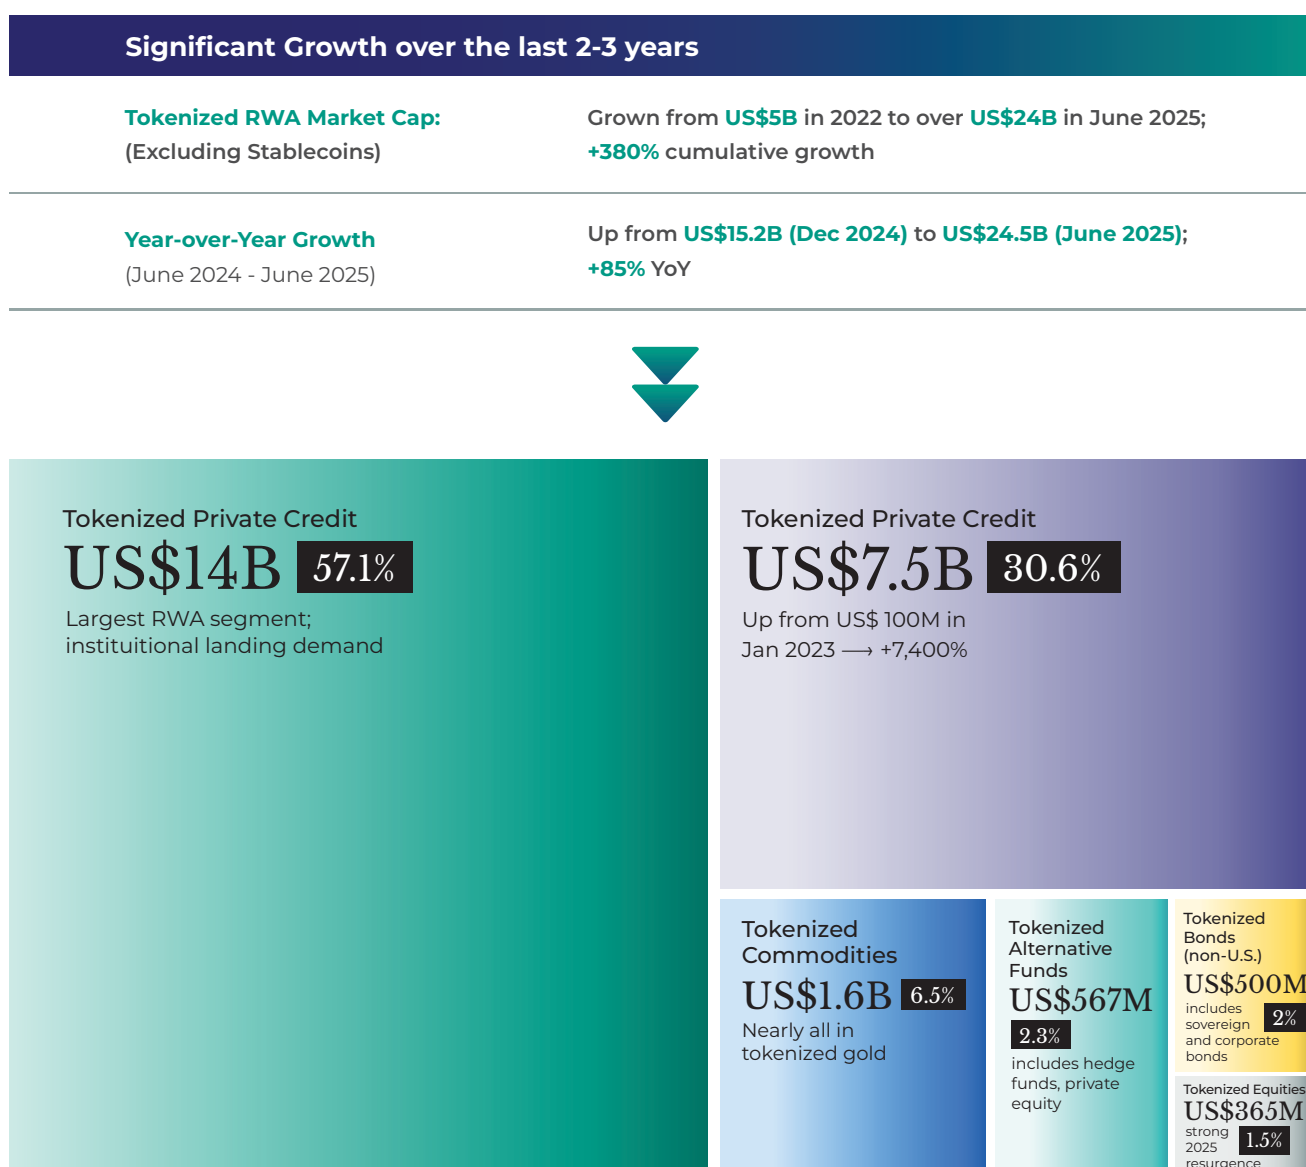 Significant Growth over the last 2-3 years
Tokenized RWA Market Cap:
(Excluding Stablecoins)
Grown from US$5B in 2022 to over US$24B in June 2025;
+380% cumulative growth
Year-over-Year Growth
(June 2024 - June 2025)
Up from US$15.2B (Dec 2024) to US$24.5B (June 2025);
+85% YoY
Tokenized Private Credit
US$14B 57.1%
Largest RWA segment;
instituitional landing demand
Tokenized Private Credit
US$7.5B 30.6%
Up from US$ 100M in
Jan 2023 ⟶ +7,400%
Tokenized
Commodities
US$1.6B 6.5%
Nearly all in
tokenized gold
Tokenized
Alternative
Funds
US$567M
2.3%
includes hedge
funds, private
equity
Tokenized
Bonds
(non-U.S.)
US$500M
includes
sovereign 2%
and corporate
bonds
Tokenized Equities
US$365M
strong
2025 1.5%
resurgence